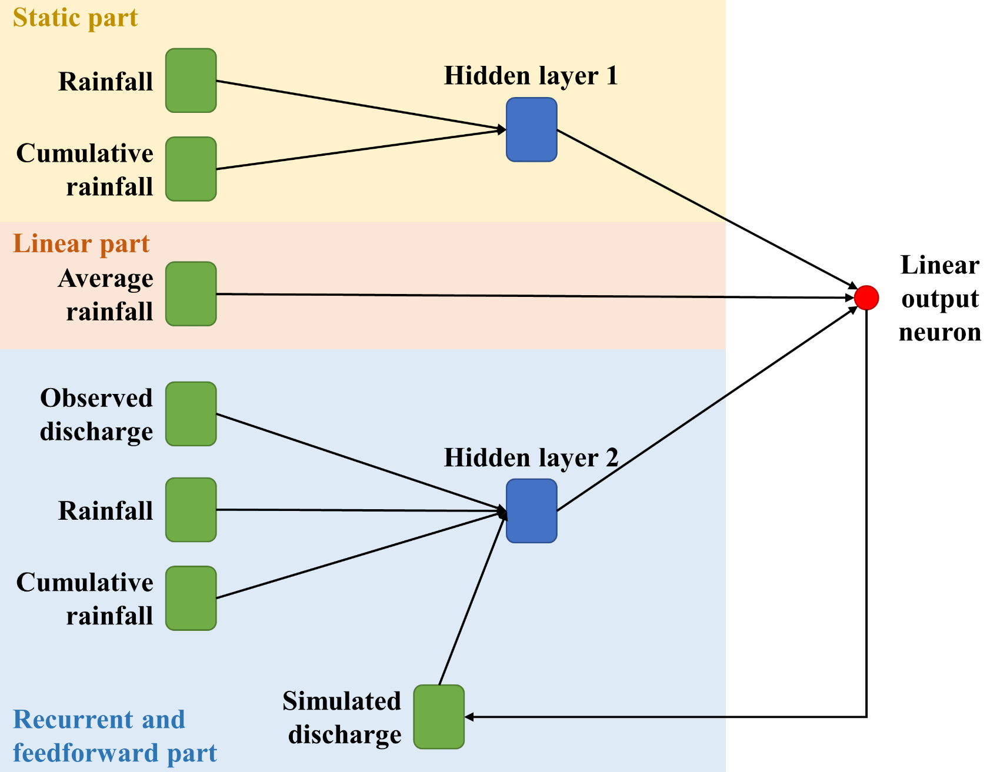 Static part
Rainfall
Hidden layer 1
Cumulative
rainfall
Linear part
Average
rainfall
Linear
output
neuron
Observed
discharge
Hidden layer 2
Rainfall
Cumulative
rainfall
Simulated
discharge
Recurrent and
feedforward part